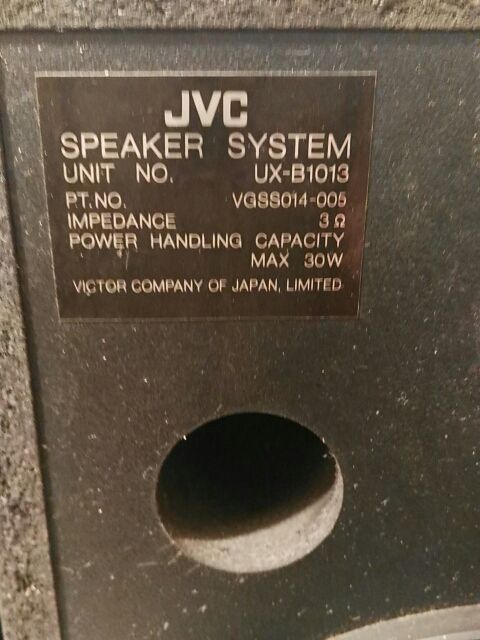 JVC
SPEAKER SYSTEM
UNIT NO. UX-B1013
PT.NO. VGSS014-005
IMPEDANCE 3 Ω
POWER HANDLING CAPACITY
MAX 30W
VICTOR COMPANY OF JAPAN, LIMITED